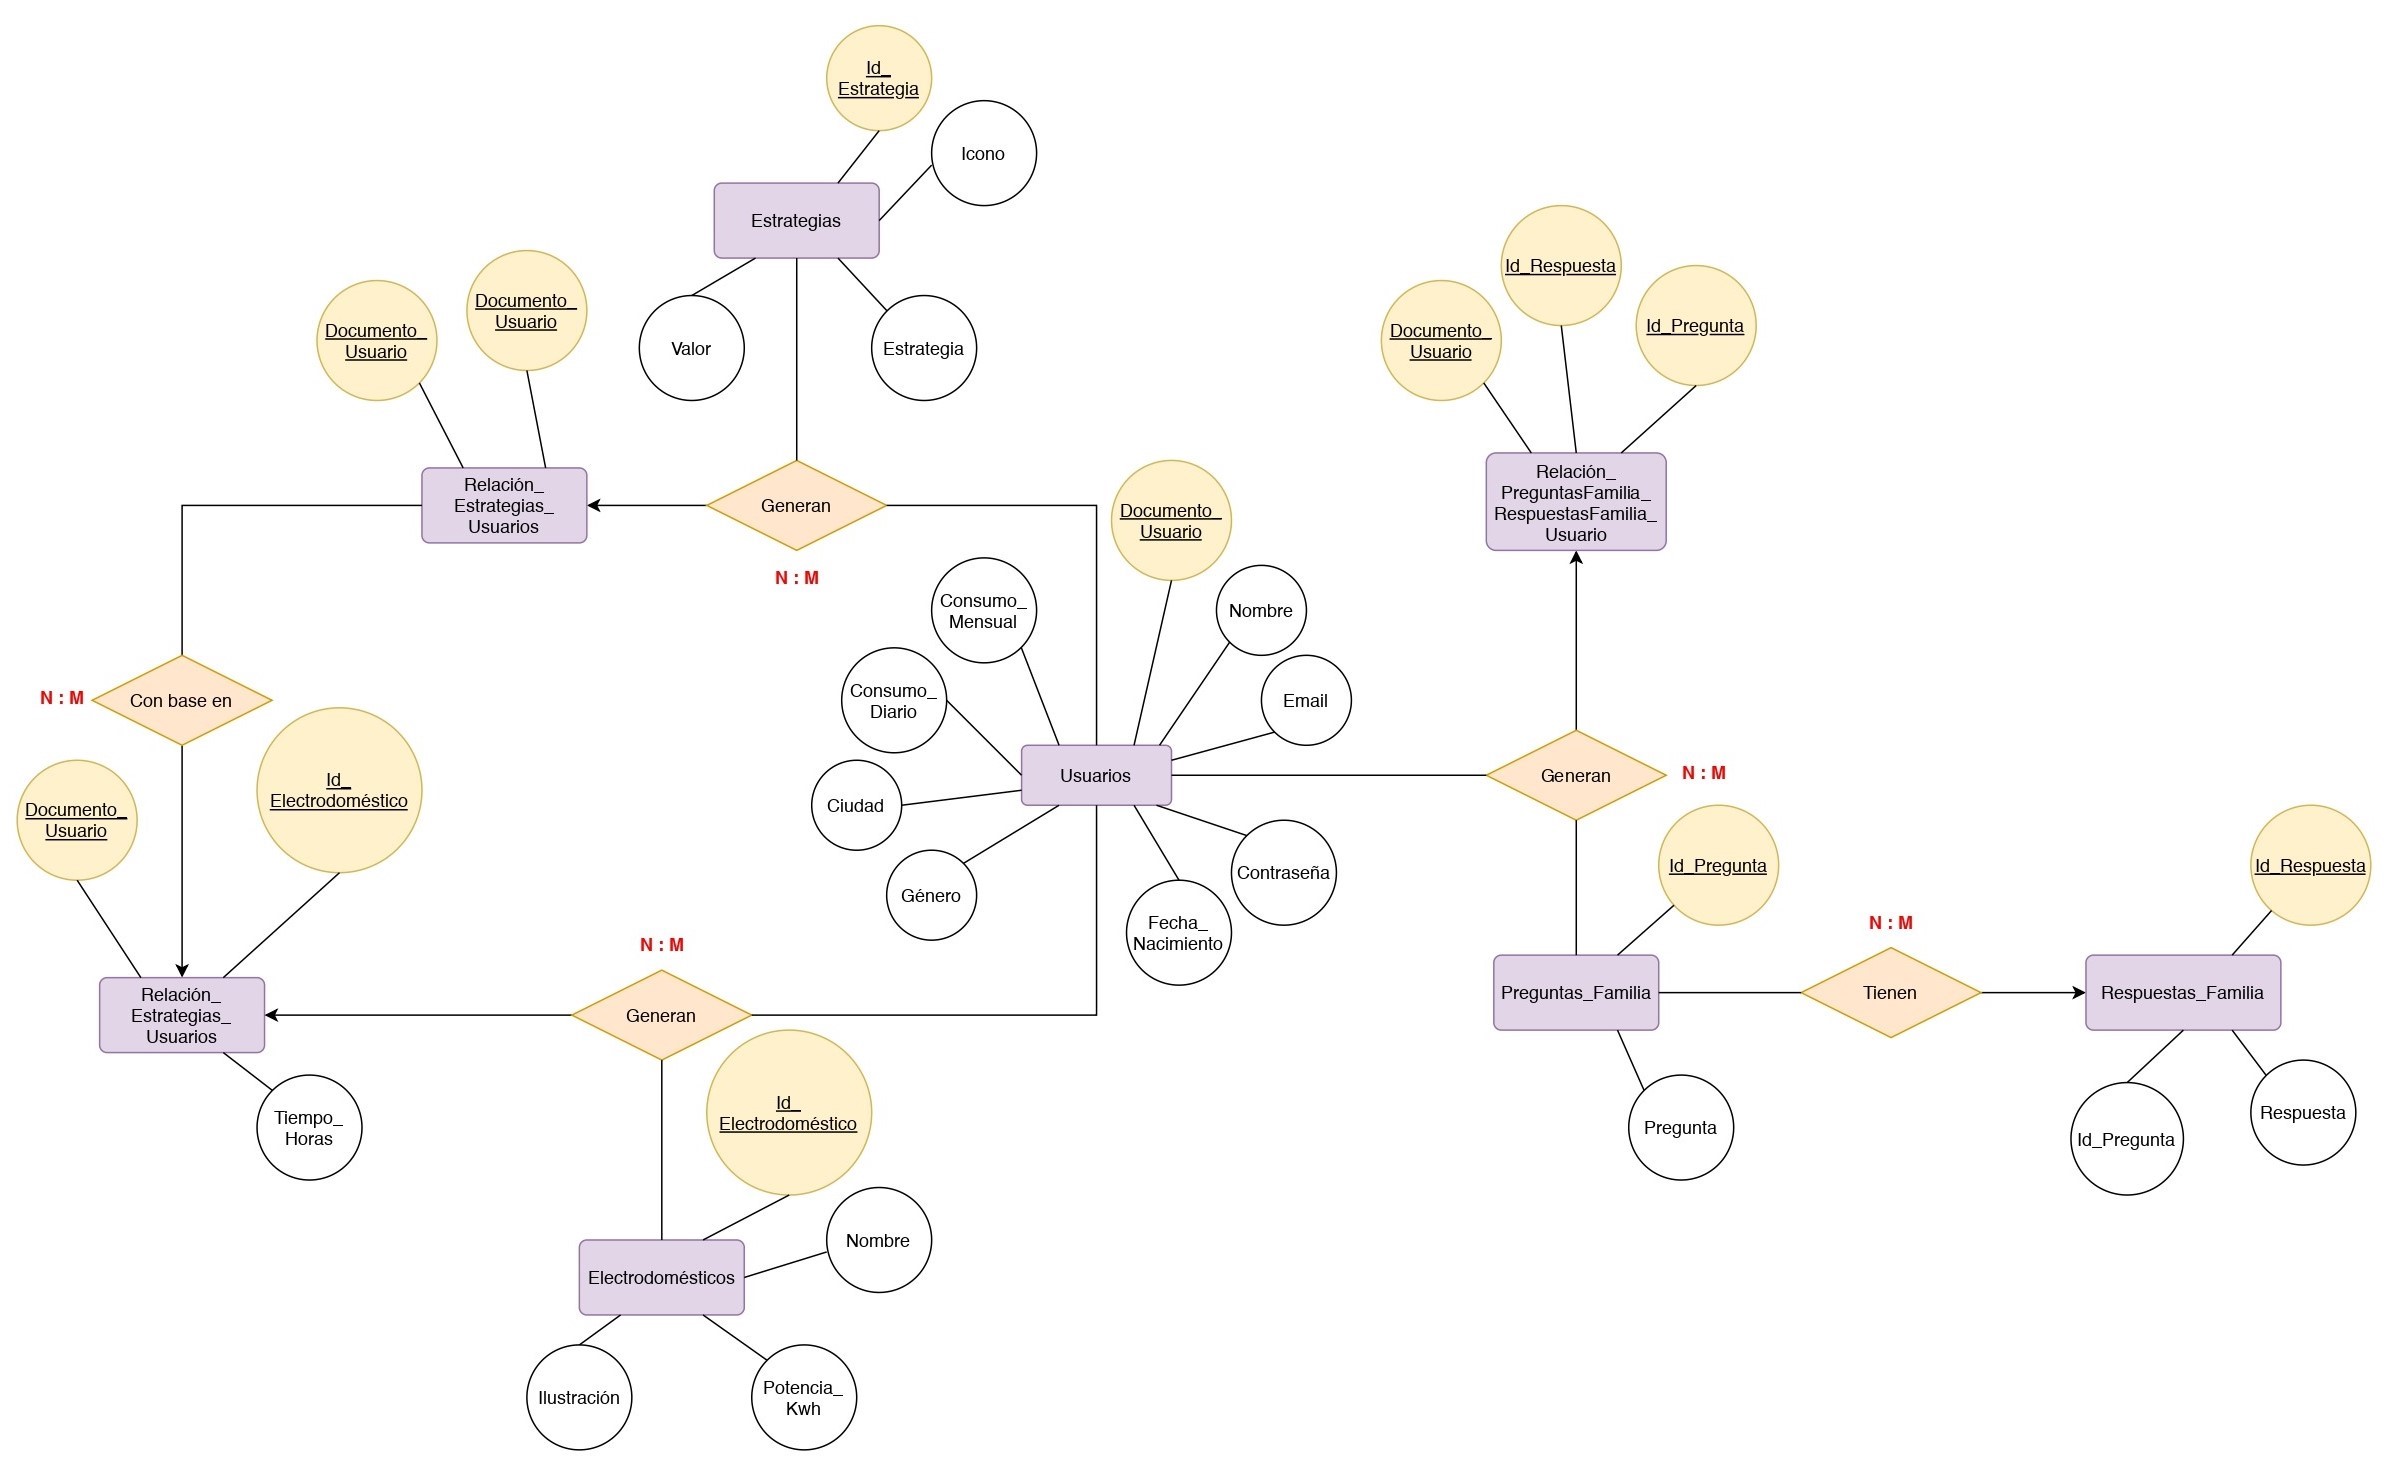 Id_
Estrategia
Icono
Estrategias
Valor
Estrategia
Documento_
Usuario
Documento_
Usuario
Relación_
Estrategias_
Usuarios
Generan
N : M
Con base en
N : M
Documento_
Usuario
Id_
Electrodoméstico
Relación_
Estrategias_
Usuarios
Tiempo_
Horas
N : M
Generan
Id_
Electrodoméstico
Nombre
Electrodomésticos
Ilustración
Potencia_
Kwh
Documento_
Usuario
Consumo_
Mensual
Nombre
Consumo_
Diario
Email
Usuarios
Ciudad
Género
Contraseña
Fecha_
Nacimiento
Id_Respuesta
Documento_
Usuario
Id_Pregunta
Relación_
PreguntasFamilia_
RespuestasFamilia_
Usuario
Generan
N : M
Id_Pregunta
Preguntas_Familia
Pregunta
N : M
Tienen
Id_Respuesta
Respuestas_Familia
Id_Pregunta
Respuesta